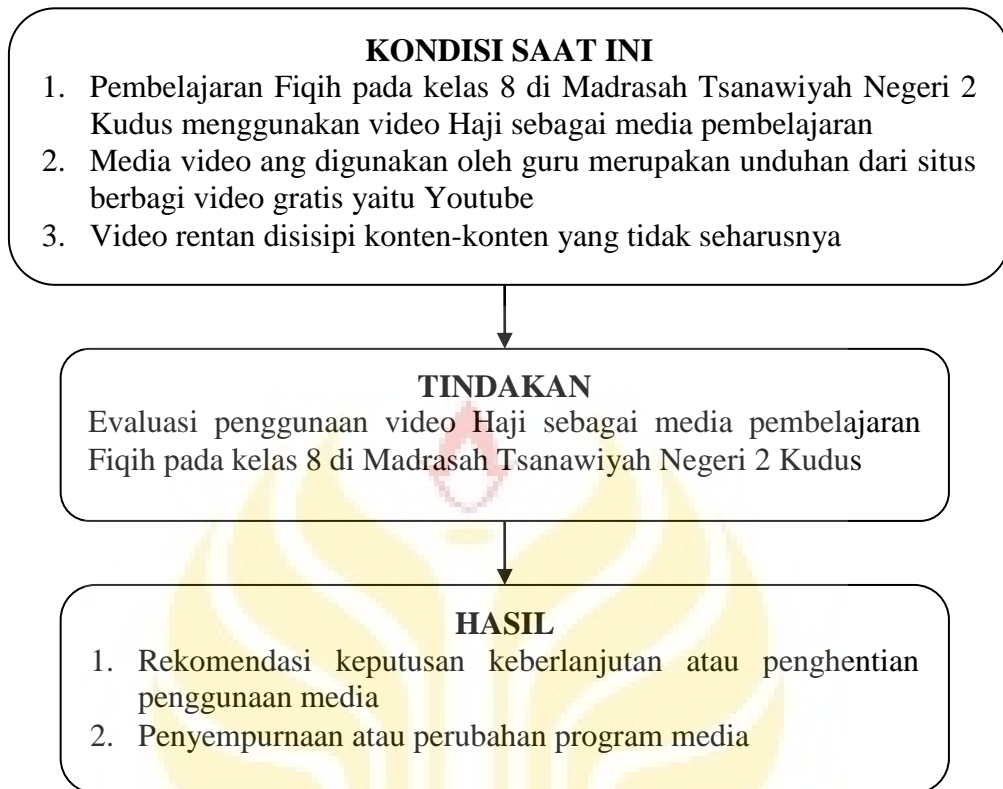 KONDISI SAAT INI
1. Pembelajaran Fiqih pada kelas 8 di Madrasah Tsanawiyah Negeri 2
Kudus menggunakan video Haji sebagai media pembelajaran
2. Media video ang digunakan oleh guru merupakan unduhan dari situs
berbagi video gratis yaitu Youtube
3. Video rentan disisipi konten-konten yang tidak seharusnya
TINDAKAN
Evaluasi penggunaan video Haji sebagai media pembelajaran
Fiqih pada kelas 8 di Madrasah Tsanawiyah Negeri 2 Kudus
HASIL
1. Rekomendasi keputusan keberlanjutan atau penghentian
penggunaan media
2. Penyempurnaan atau perubahan program media